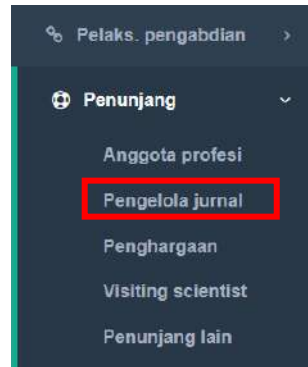 Pelaks. pengabdian
Penunjang
Anggota profesi
Pengelola jurnal
Penghargaan
Visiting scientist
Penunjang lain